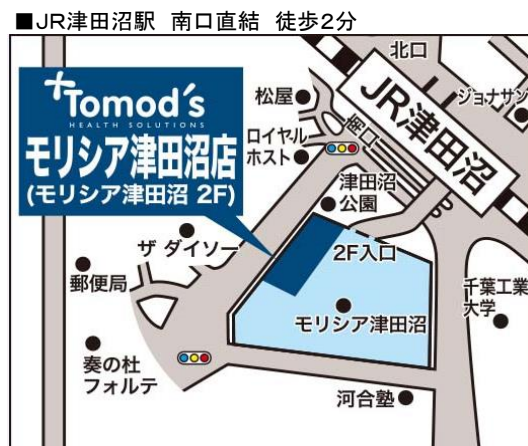 ■JR津田沼駅 南口直結 徒歩2分
北口
Tomod's
HEALTH SOLUTIONS
モリシア津田沼店
(モリシア津田沼 2F)
松屋
JR津田沼
ジョナサン
ロイヤル
ホスト
南口
津田沼
公園
ザ ダイソー
2F入口
郵便局
千葉工業
大学
モリシア津田沼
奏の杜
フォルテ
河合塾